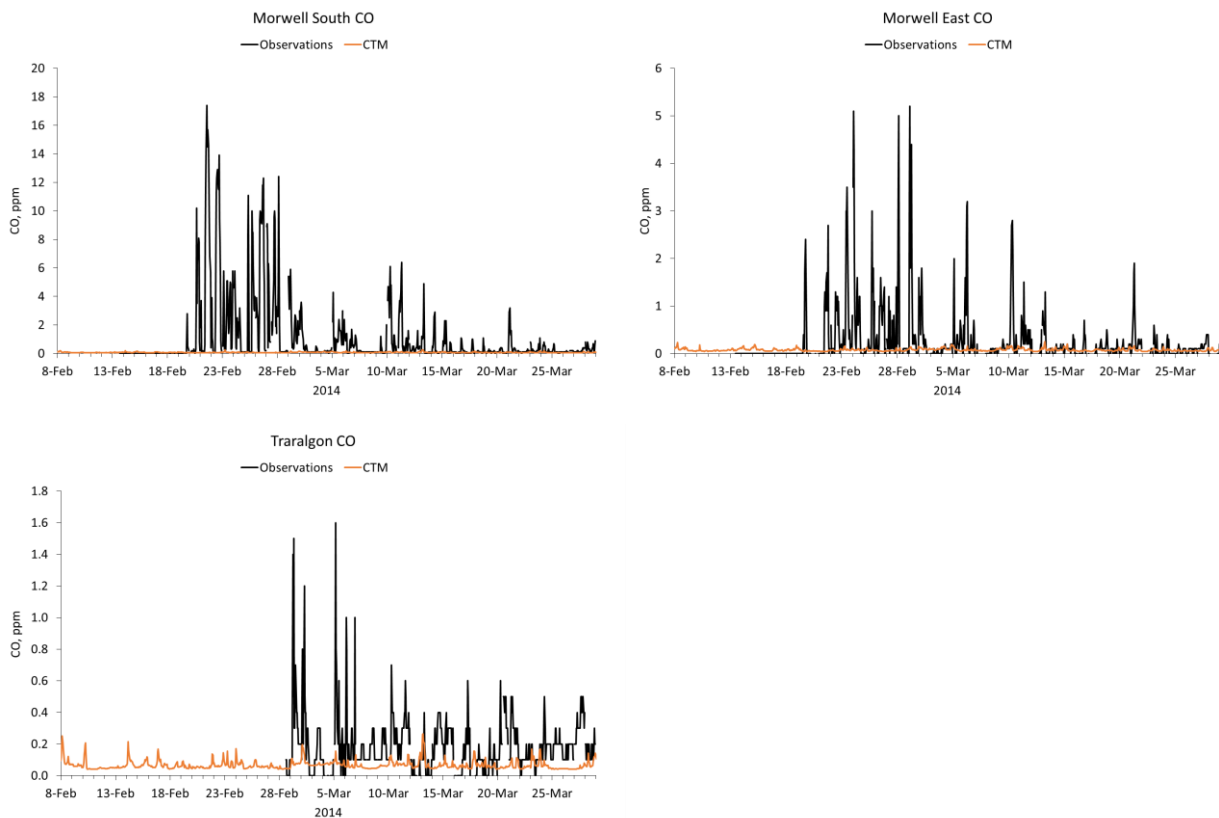 Morwell South CO
Observations CTM
20
18
16
14
12
10
8
6
4
2
0
CO, ppm
8-Feb 13-Feb 18-Feb 23-Feb 28-Feb 5-Mar 10-Mar 15-Mar 20-Mar 25-Mar
2014
Morwell East CO
Observations CTM
6
5
4
3
2
1
0
CO, ppm
8-Feb 13-Feb 18-Feb 23-Feb 28-Feb 5-Mar 10-Mar 15-Mar 20-Mar 25-Mar
2014
Traralgon CO
Observations CTM
1.8
1.6
1.4
1.2
1.0
0.8
0.6
0.4
0.2
0.0
CO, ppm
8-Feb 13-Feb 18-Feb 23-Feb 28-Feb 5-Mar 10-Mar 15-Mar 20-Mar 25-Mar
2014